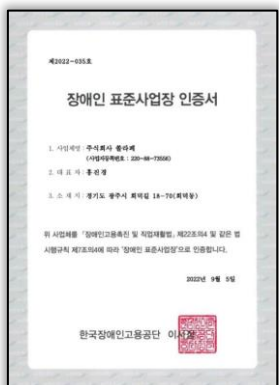 제2022-035호
장애인 표준사업장 인증서
1. 사업체명 : 주식회사
(사업자등록번호 : 220-88-73550)
2. 대 표 자 : 홍진경
3. 소 재 지 : 경기도 광주시 회덕길 18-70(회덕동)
위 사업체를 「장애인고용촉진 및 직업재활법」 제22조의4 및 같은 법
시행규칙 제7조의4에 따라 '장애인 표준사업장'으로 인증합니다.
2022년 9월 5일
한국장애인고용공단 이사장